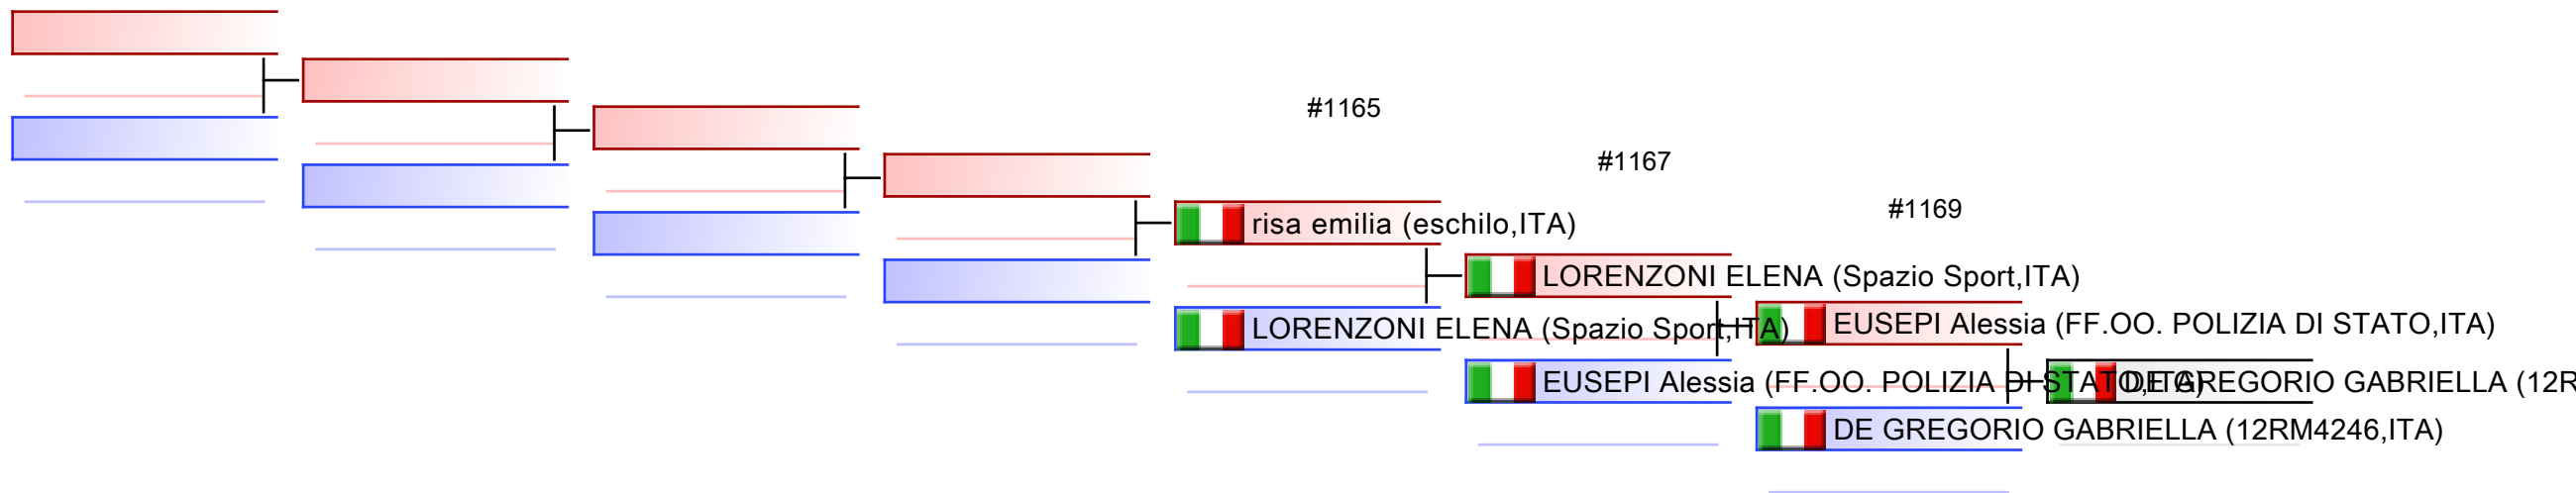 #1165
#1167
#1169
risa emilia (eschilo,ITA)
LORENZONI ELENA (Spazio Sport,ITA)
LORENZONI ELENA (Spazio Sport,ITA)
EUSEPI Alessia (FF.OO. POLIZIA DI STATO,ITA)
EUSEPI Alessia (FF.OO. POLIZIA DI STATO,ITA)
DE GREGORIO GABRIELLA (12R
DE GREGORIO GABRIELLA (12RM4246,ITA)